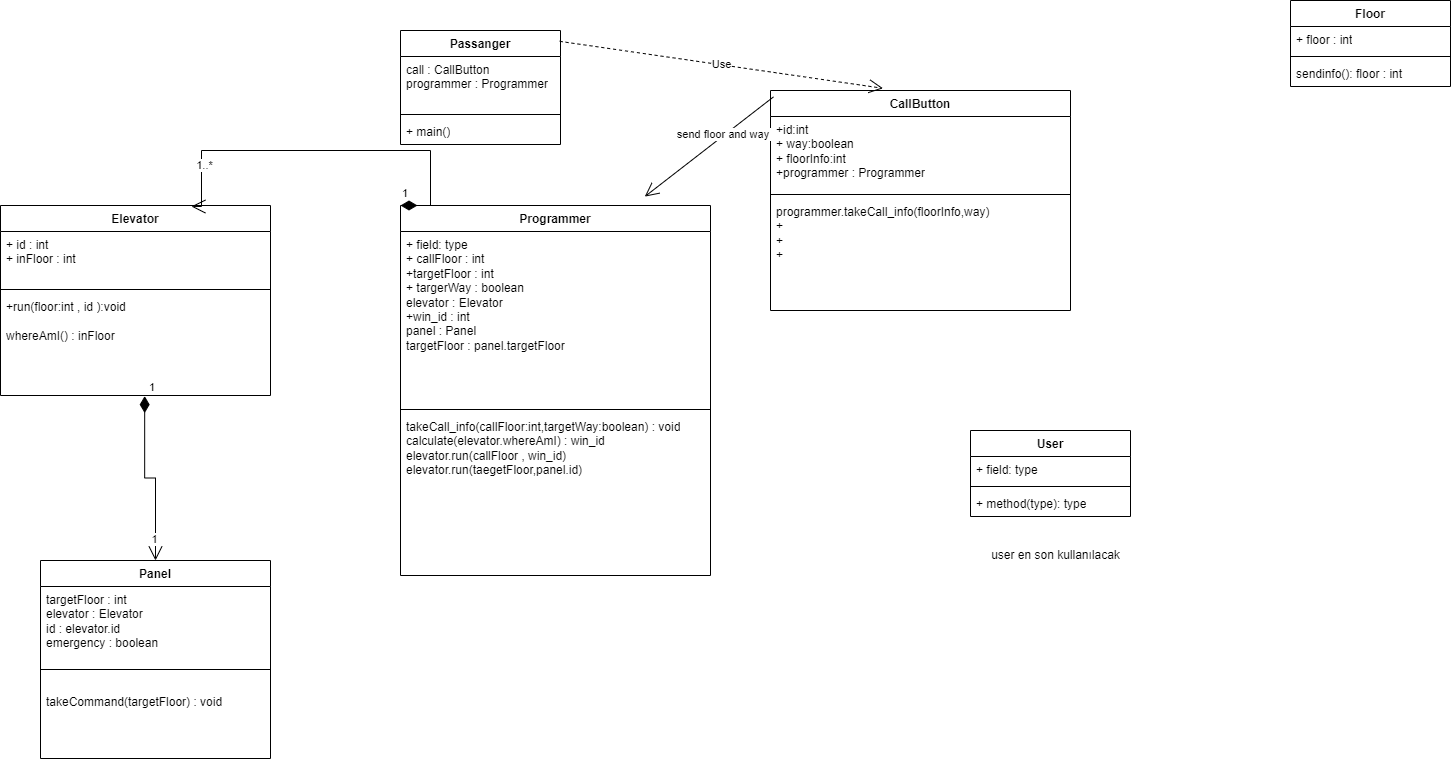 Floor
+ floor : int
sendinfo(): floor : int
Passanger
call : CallButton
programmer : Programmer
+ main()
Use
CallButton
+id:int
+ way:boolean
+ floorInfo:int
+programmer : Programmer
programmer.takeCall_info(floorInfo,way)
+
+
+
send floor and way
1..*
1
Elevator
+ id : int
+ inFloor : int
+run(floor:int , id ):void
whereAmI() : inFloor
1
Programmer
+ field: type
+ callFloor : int
+targetFloor : int
+ targerWay : boolean
elevator : Elevator
+win_id : int
panel : Panel
targetFloor : panel.targetFloor
takeCall_info(callFloor:int,targetWay:boolean) : void
calculate(elevator.whereAmI) : win_id
elevator.run(callFloor , win_id)
elevator.run(taegetFloor,panel.id)
User
+ field: type
+ method(type): type
user en son kullanılacak
1
Panel
targetFloor : int
elevator : Elevator
id : elevator.id
emergency : boolean
takeCommand(targetFloor) : void